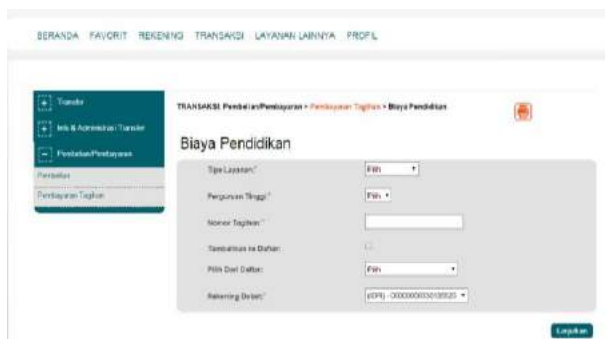 BERANDA FAVORIT REKENING TRANSAKSI LAYANAN LAINNYA PROFIL
+ Transfer
+ Info & Administrasi Transfer
− Pembelian/Pembayaran
Pembelian
Pembayaran Tagihan
TRANSAKSI: Pembelian/Pembayaran > Pembayaran Tagihan > Biaya Pendidikan
Biaya Pendidikan
Tipe Layanan:* Pilih
Perguruan Tinggi:* Pilih
Nomor Tagihan:*
Tambahkan ke Daftar:
Pilih Dari Daftar: Pilih
Rekening Debet:* (IDR) -
Lanjutkan